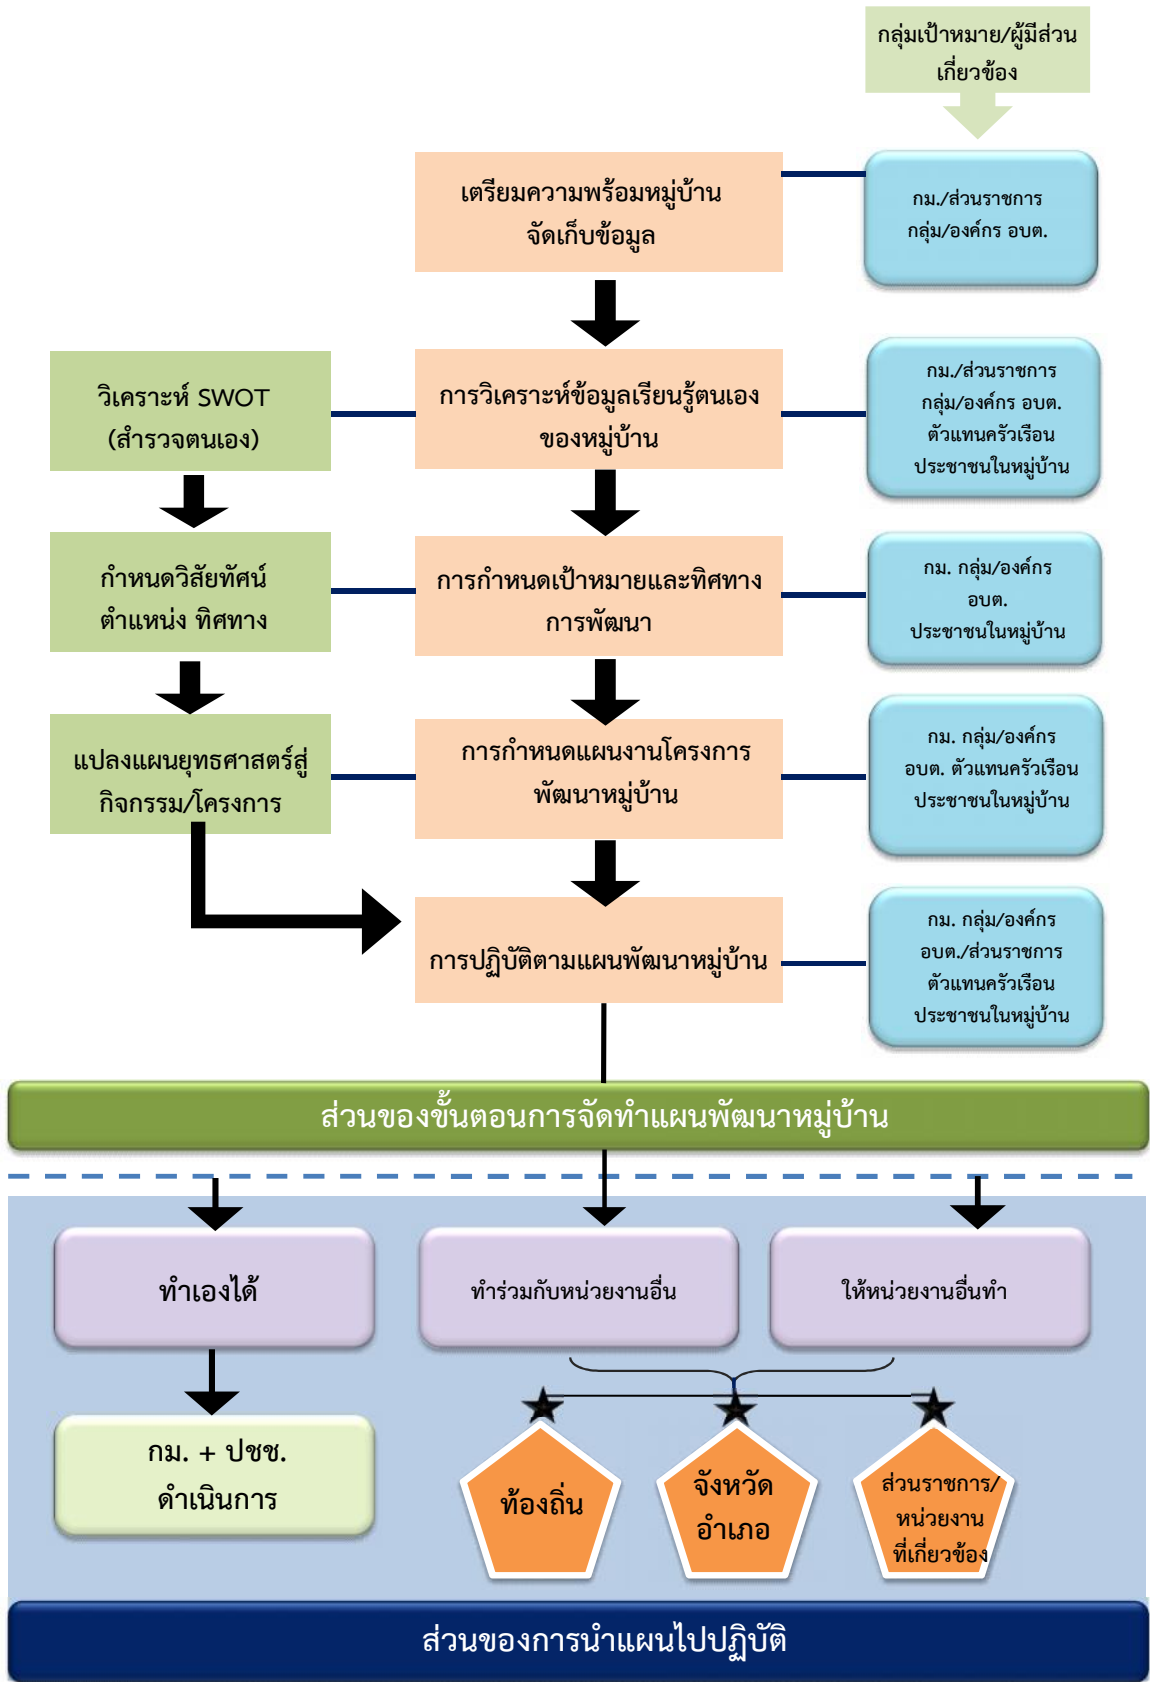 กลุ่มเป้าหมาย/ผู้มีส่วน
เกี่ยวข้อง
เตรียมความพร้อมหมู่บ้าน
จัดเก็บข้อมูล
กม./ส่วนราชการ
กลุ่ม/องค์กร อบต.
วิเคราะห์ SWOT
(สำรวจตนเอง)
การวิเคราะห์ข้อมูลเรียนรู้ตนเอง
ของหมู่บ้าน
กม./ส่วนราชการ
กลุ่ม/องค์กร อบต.
ตัวแทนครัวเรือน
ประชาชนในหมู่บ้าน
กำหนดวิสัยทัศน์
ตำแหน่ง ทิศทาง
การกำหนดเป้าหมายและทิศทาง
การพัฒนา
กม. กลุ่ม/องค์กร
อบต.
ประชาชนในหมู่บ้าน
แปลงแผนยุทธศาสตร์สู่
กิจกรรม/โครงการ
การกำหนดแผนงานโครงการ
พัฒนาหมู่บ้าน
กม. กลุ่ม/องค์กร
อบต. ตัวแทนครัวเรือน
ประชาชนในหมู่บ้าน
การปฏิบัติตามแผนพัฒนาหมู่บ้าน
กม. กลุ่ม/องค์กร
อบต./ส่วนราชการ
ตัวแทนครัวเรือน
ประชาชนในหมู่บ้าน
ส่วนของขั้นตอนการจัดทำแผนพัฒนาหมู่บ้าน
ทำเองได้
ทำร่วมกับหน่วยงานอื่น
ให้หน่วยงานอื่นทำ
กม. + ปชช.
ดำเนินการ
ท้องถิ่น
จังหวัด
อำเภอ
ส่วนราชการ/
หน่วยงาน
ที่เกี่ยวข้อง
ส่วนของการนำแผนไปปฏิบัติ